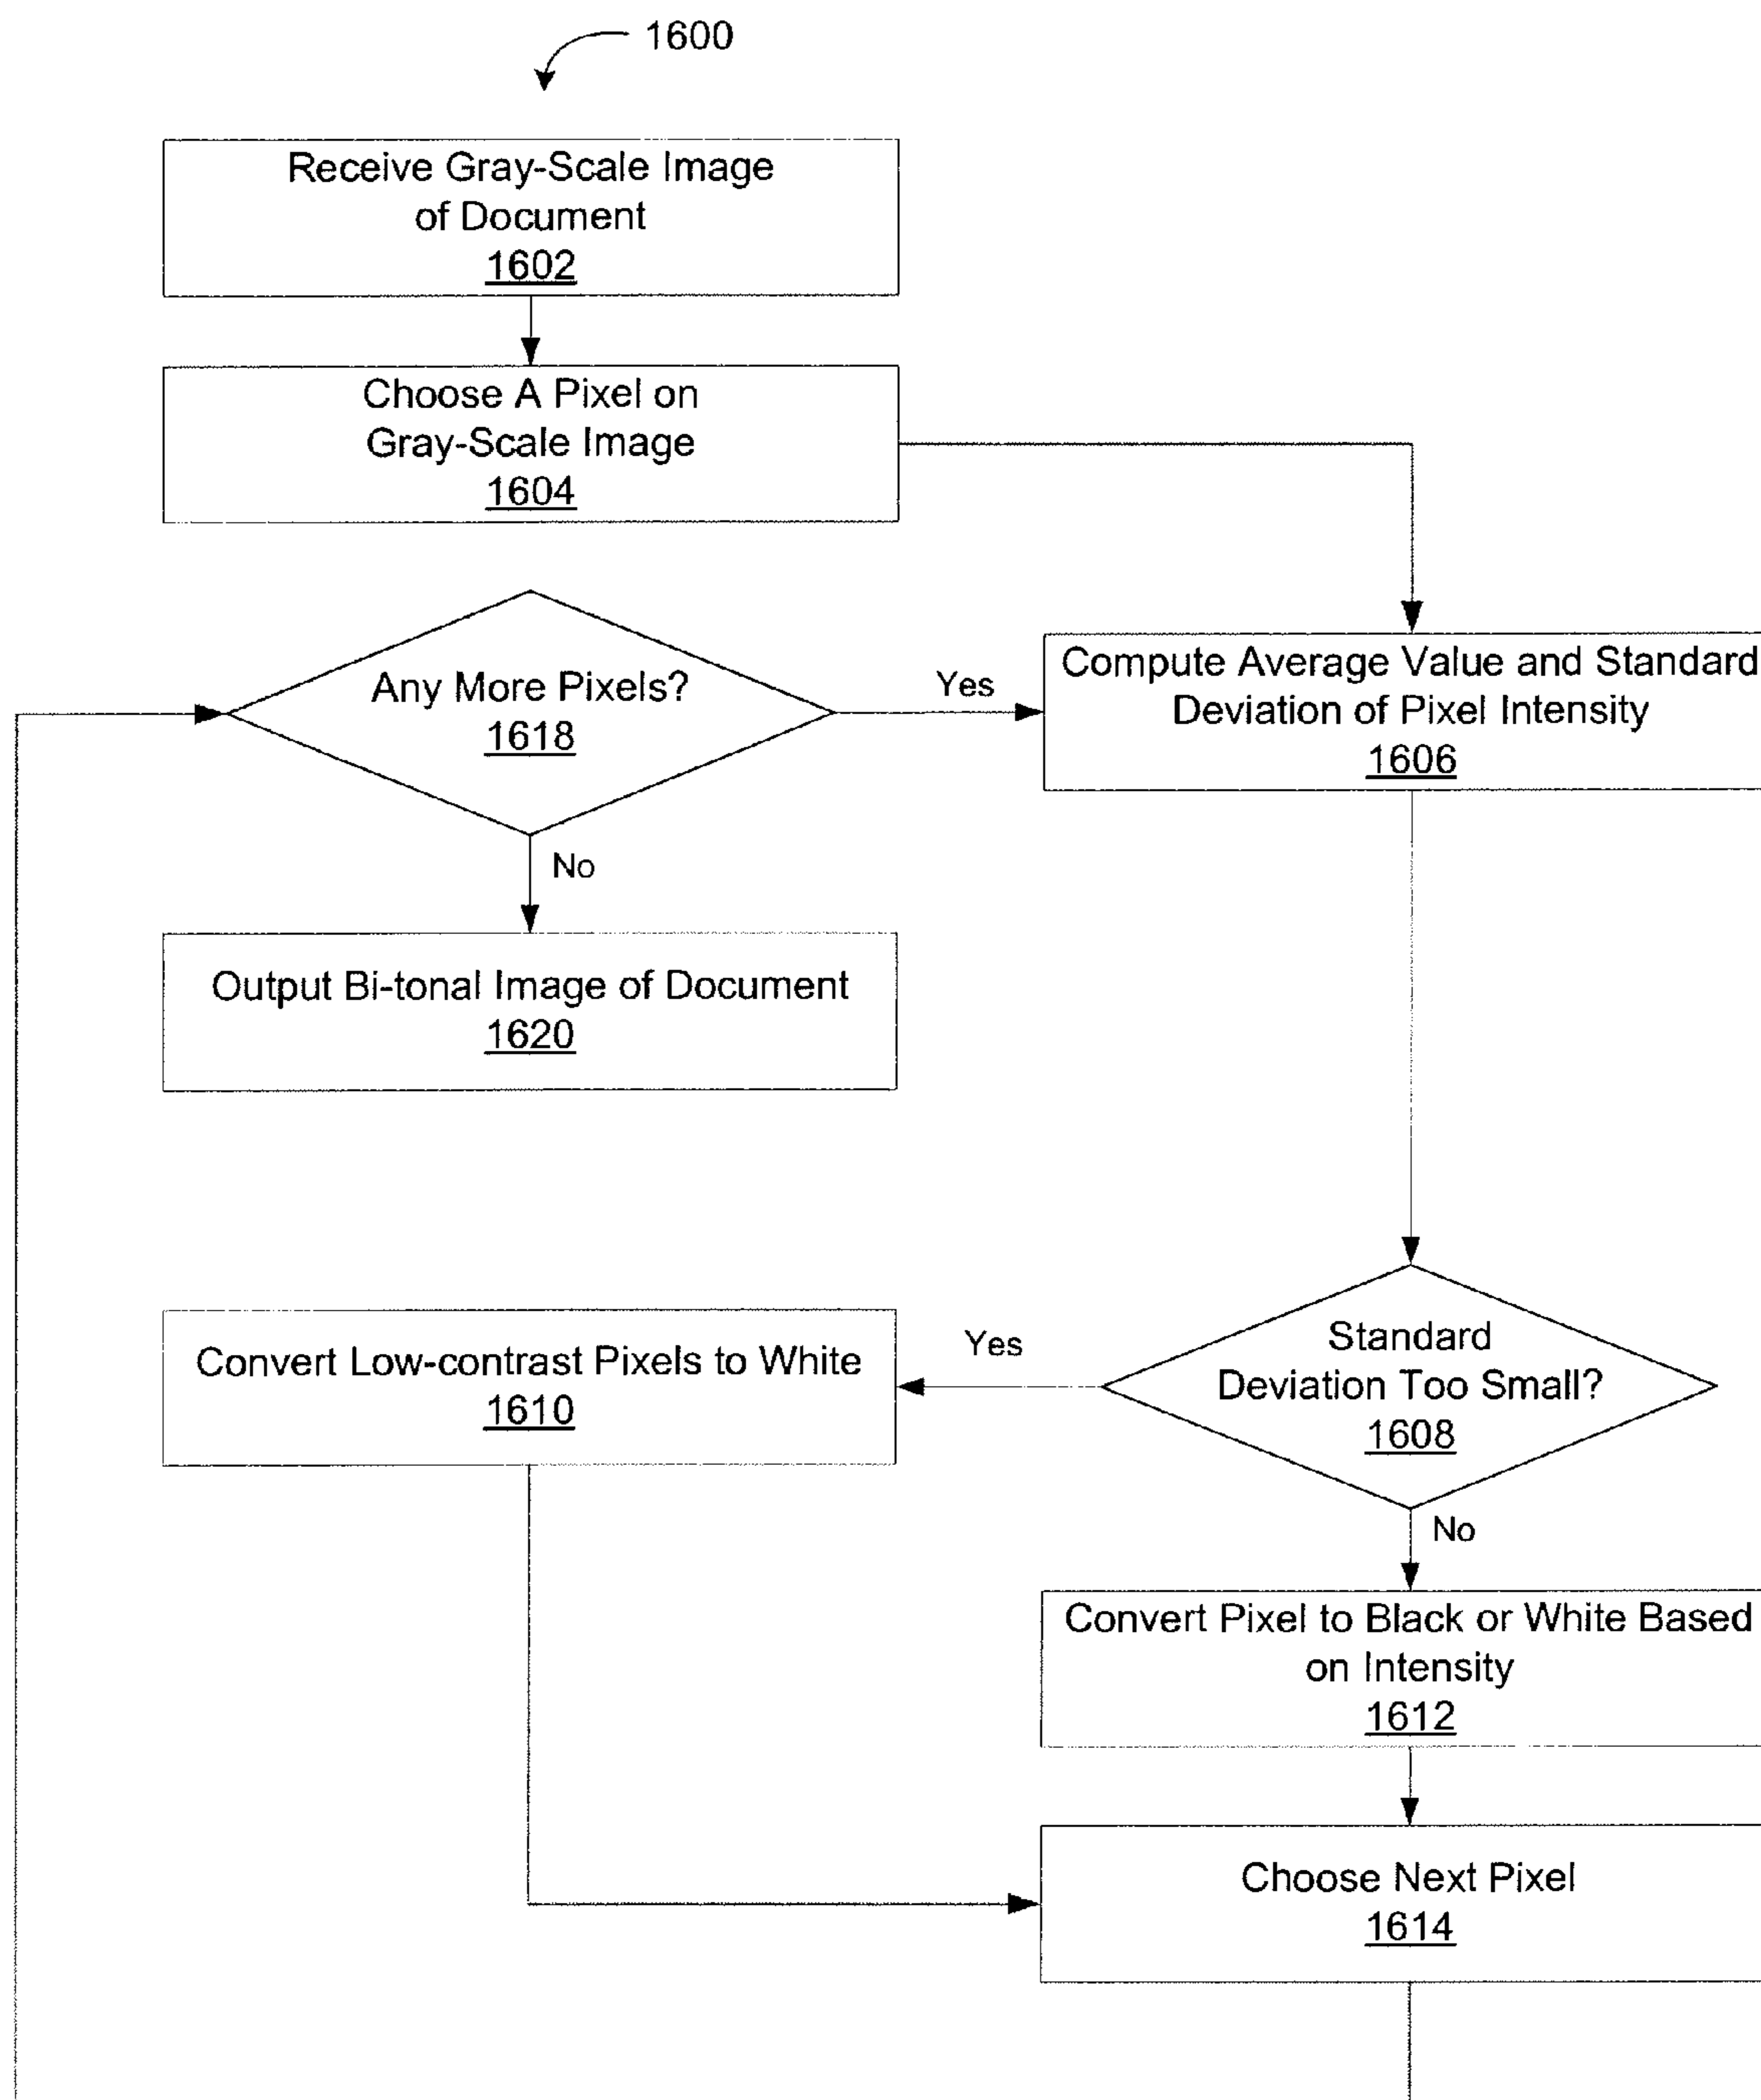 1600
Receive Gray-Scale Image
of Document
1602
Choose A Pixel on
Gray-Scale Image
1604
Any More Pixels?
1618
Yes
Compute Average Value and Standard
Deviation of Pixel Intensity
1606
No
Output Bi-tonal Image of Document
1620
Standard
Deviation Too Small?
1608
Yes
Convert Low-contrast Pixels to White
1610
No
Convert Pixel to Black or White Based
on Intensity
1612
Choose Next Pixel
1614